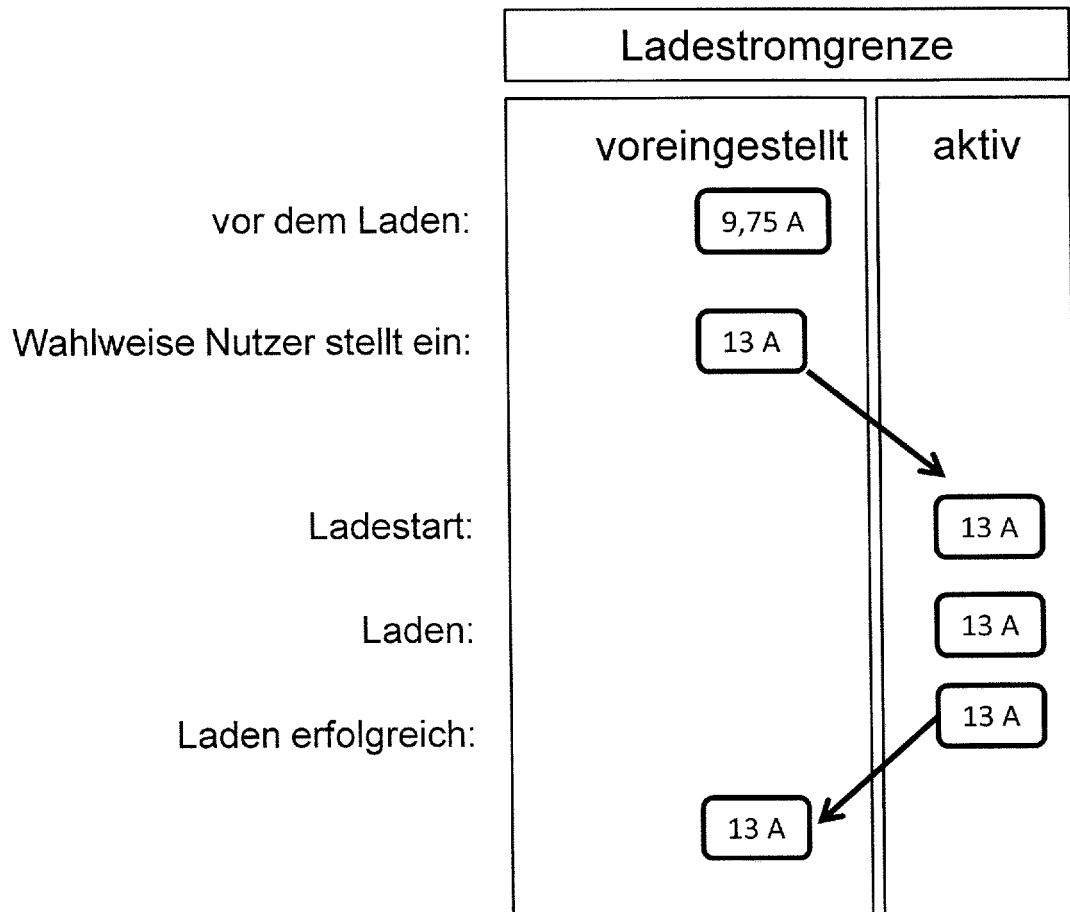 Ladestromgrenze
voreingestellt aktiv
vor dem Laden: 9,75 A
Wahlweise Nutzer stellt ein: 13 A
Ladestart: 13 A
Laden: 13 A
Laden erfolgreich: 13 A
13 A